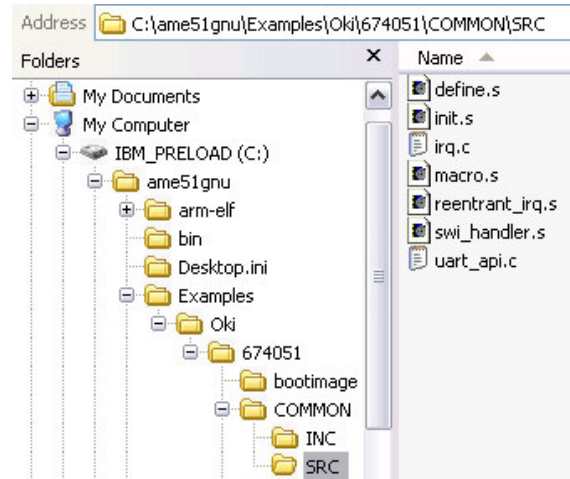 Address C:\ame51gnu\Examples\Oki\674051\COMMON\SRC
Folders
My Documents
My Computer
IBM_PRELOAD (C:)
ame51gnu
arm-elf
bin
Desktop.ini
Examples
Oki
674051
bootimage
COMMON
INC
SRC
Name
define.s
init.s
irq.c
macro.s
reentrant_irq.s
swi_handler.s
uart_api.c